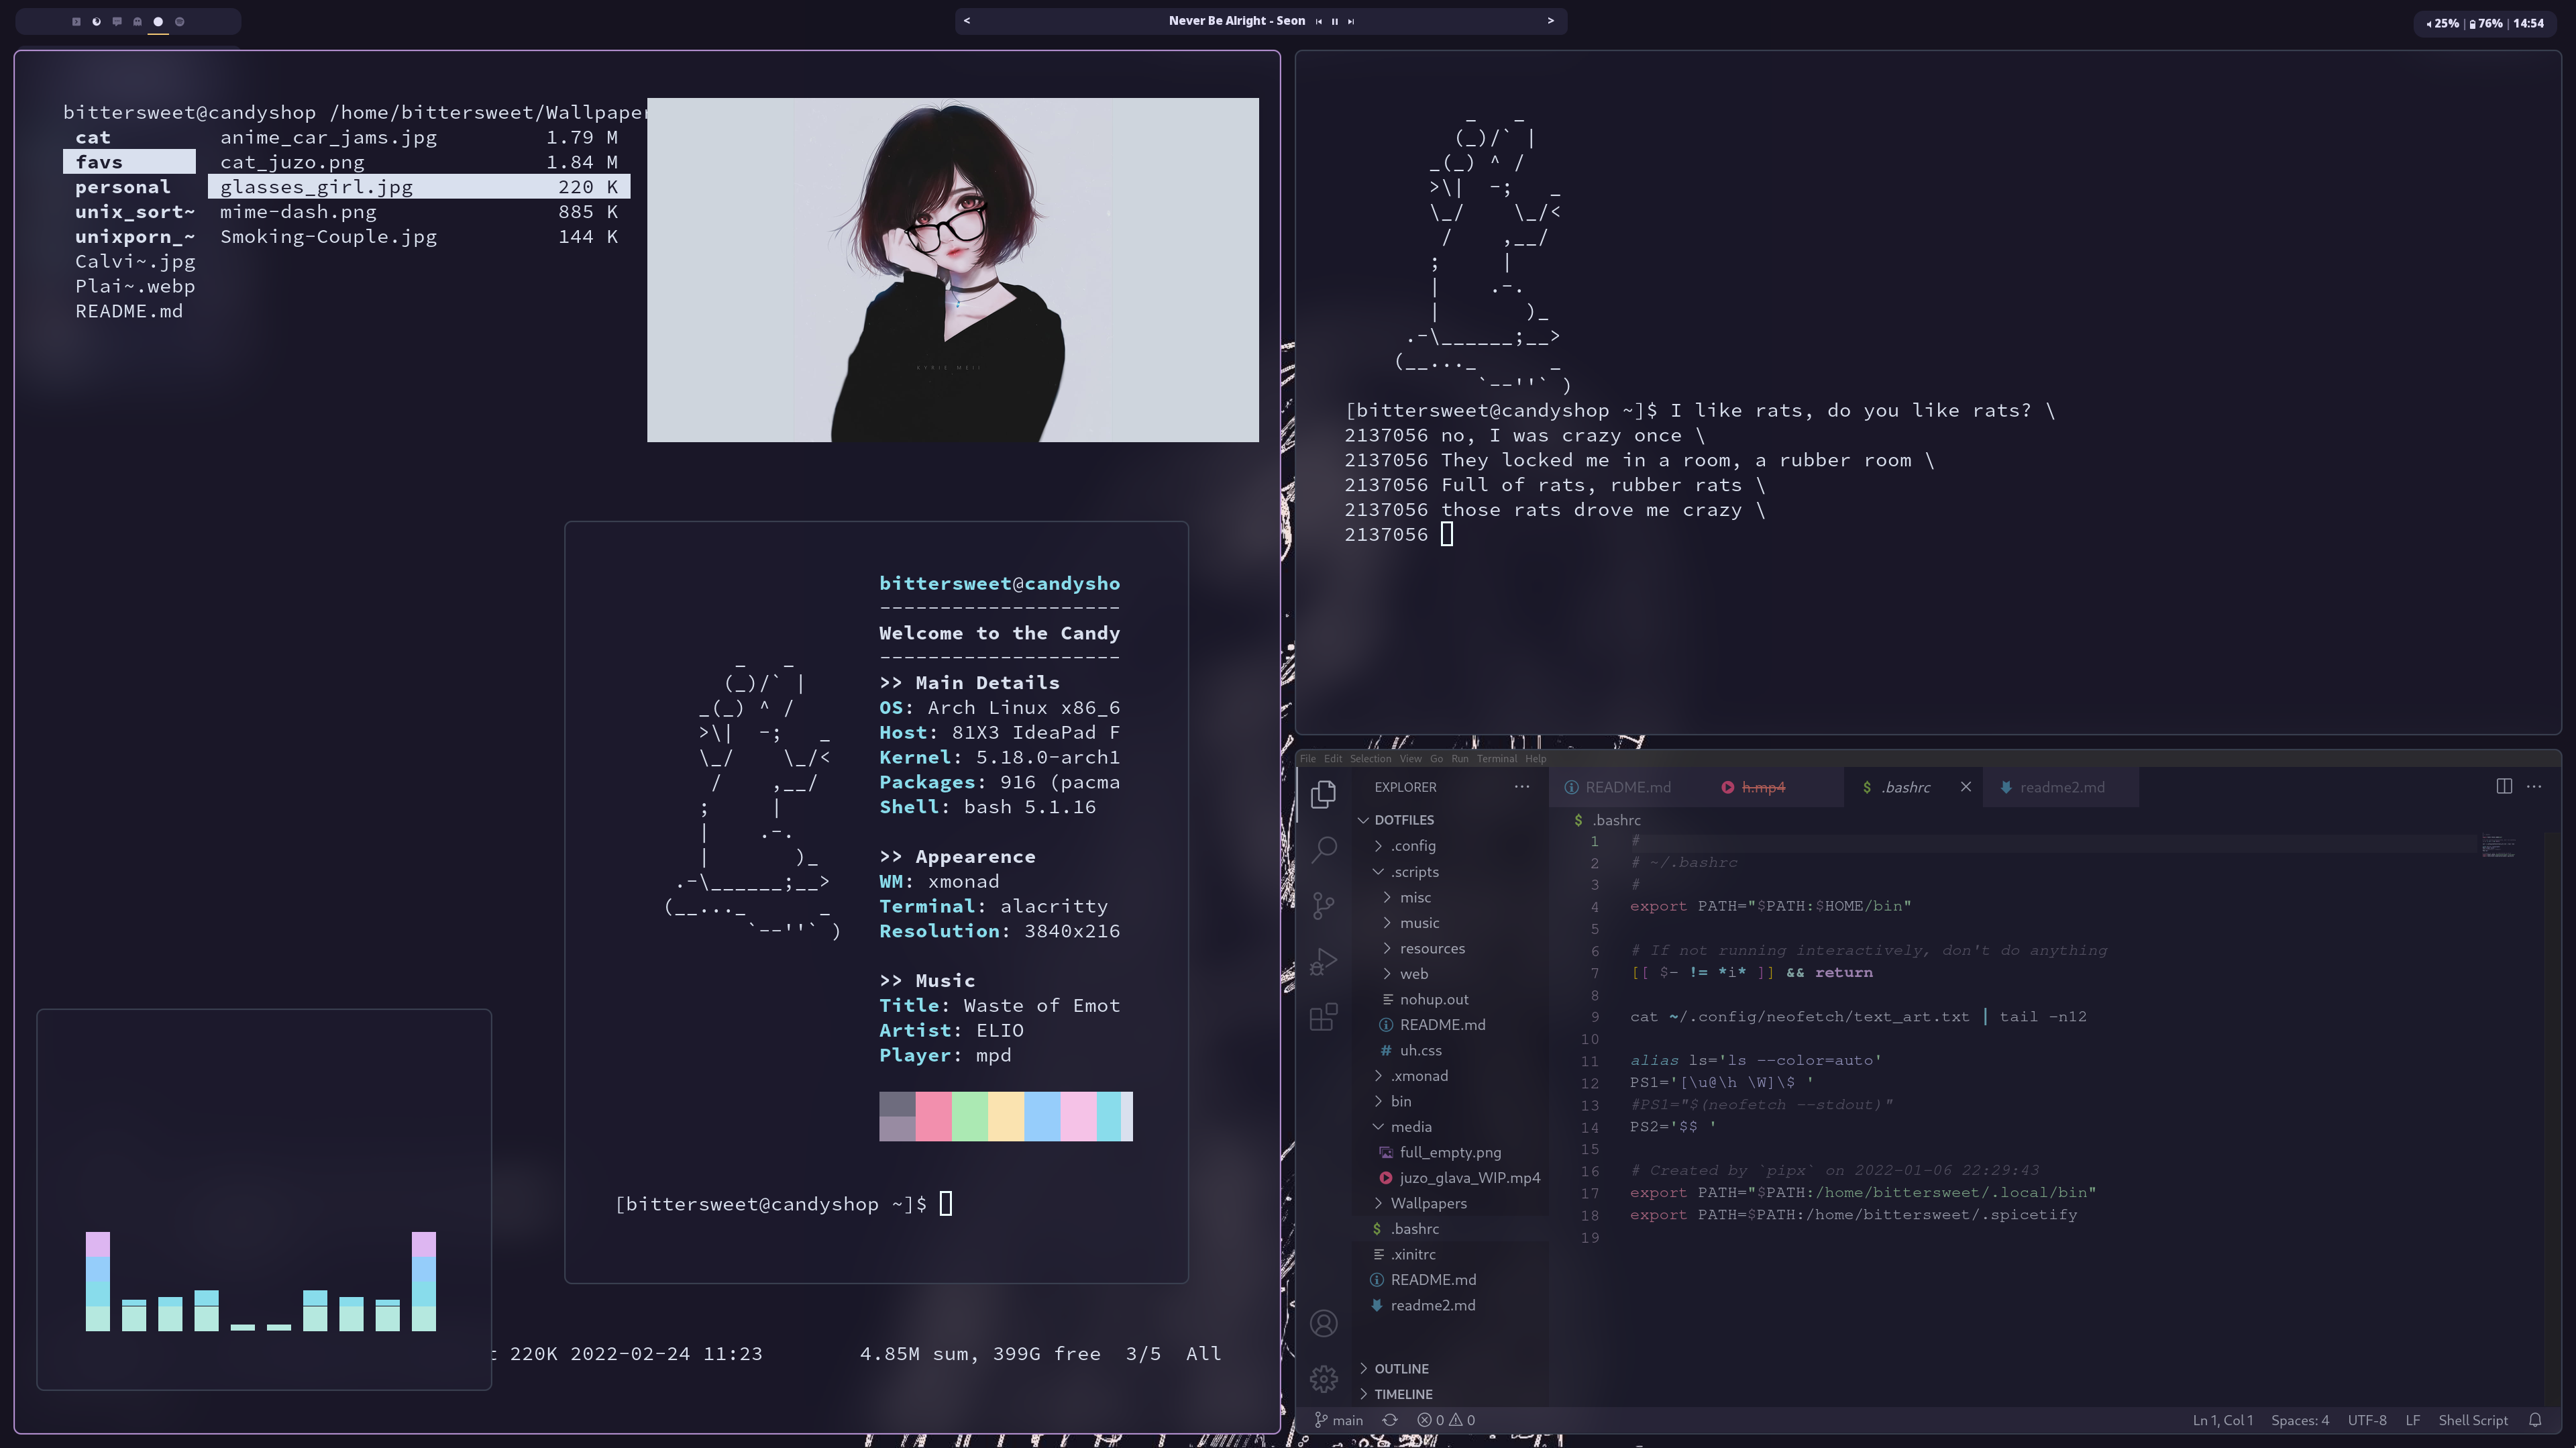 < Never Be Alright - Seon >
25% | 76% | 14:54
bittersweet@candyshop /home/bittersweet/Wallpaper
cat anime_car_jams.jpg 1.79 M
favs cat_juzo.png 1.84 M
personal glasses_girl.jpg 220 K
unix_sort~ mime-dash.png 885 K
unixporn_~ Smoking-Couple.jpg 144 K
Calvi~.jpg
Plai~.webp
README.md
KYRIE MEII
bittersweet@candysho
--------------------
Welcome to the Candy
--------------------
>> Main Details
OS: Arch Linux x86_6
Host: 81X3 IdeaPad F
Kernel: 5.18.0-arch1
Packages: 916 (pacma
Shell: bash 5.1.16
>> Appearence
WM: xmonad
Terminal: alacritty
Resolution: 3840x216
>> Music
Title: Waste of Emot
Artist: ELIO
Player: mpd
[bittersweet@candyshop ~]$
t 220K 2022-02-24 11:23 4.85M sum, 399G free 3/5 All
[bittersweet@candyshop ~]$ I like rats, do you like rats? \
2137056 no, I was crazy once \
2137056 They locked me in a room, a rubber room \
2137056 Full of rats, rubber rats \
2137056 those rats drove me crazy \
2137056
File Edit Selection View Go Run Terminal Help
EXPLORER ···
DOTFILES
.config
.scripts
misc
music
resources
web
nohup.out
README.md
uh.css
.xmonad
bin
media
full_empty.png
juzo_glava_WIP.mp4
Wallpapers
.bashrc
.xinitrc
README.md
readme2.md
OUTLINE
TIMELINE
README.md h.mp4 .bashrc readme2.md
$ .bashrc
1 #
2 # ~/.bashrc
3 #
4 export PATH="$PATH:$HOME/bin"
5
6 # If not running interactively, don't do anything
7 [[ $- != *i* ]] && return
8
9 cat ~/.config/neofetch/text_art.txt | tail -n12
10
11 alias ls='ls --color=auto'
12 PS1='[\u@\h \W]\$ '
13 #PS1="$(neofetch --stdout)"
14 PS2='$$ '
15
16 # Created by `pipx` on 2022-01-06 22:29:43
17 export PATH="$PATH:/home/bittersweet/.local/bin"
18 export PATH=$PATH:/home/bittersweet/.spicetify
19
main 0 0 Ln 1, Col 1 Spaces: 4 UTF-8 LF Shell Script